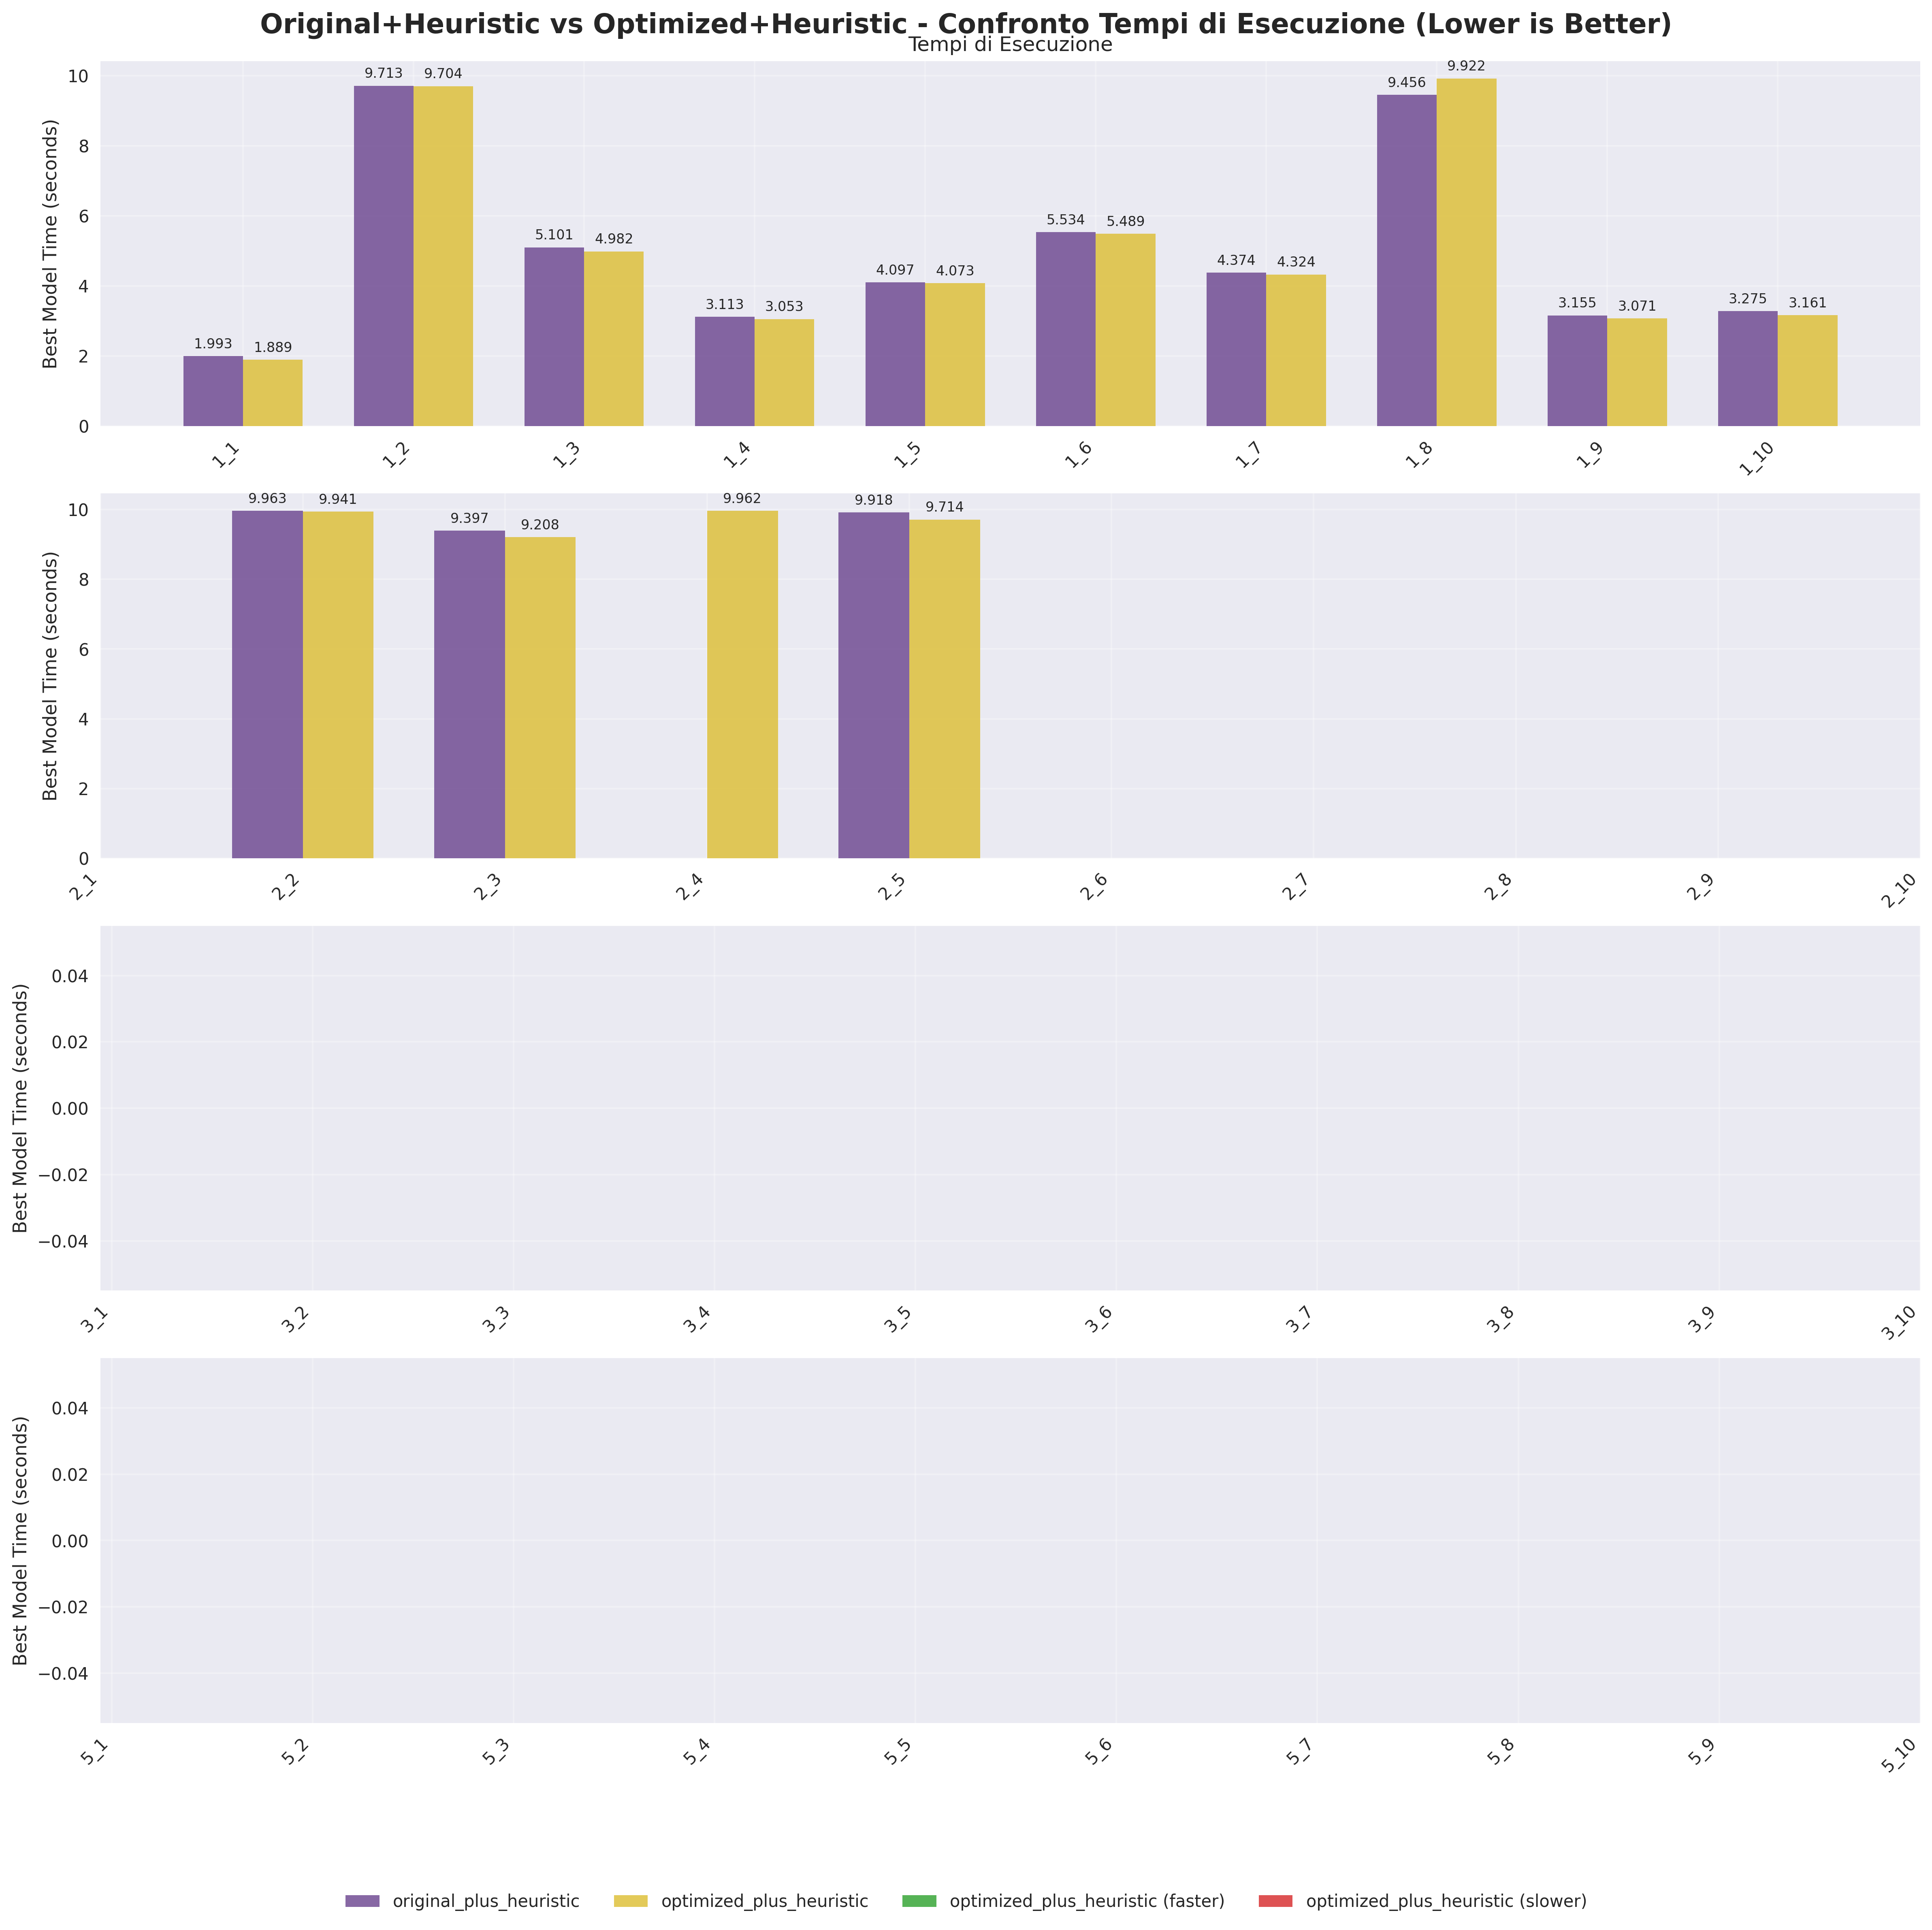 Original+Heuristic vs Optimized+Heuristic - Confronto Tempi di Esecuzione (Lower is Better)
Tempi di Esecuzione
Best Model Time (seconds)
10
8
6
4
2
0
1.993 1.889 9.713 9.704 5.101 4.982 3.113 3.053 4.097 4.073 5.534 5.489 4.374 4.324 9.456 9.922 3.155 3.071 3.275 3.161
1_1 1_2 1_3 1_4 1_5 1_6 1_7 1_8 1_9 1_10
Best Model Time (seconds)
10
8
6
4
2
0
9.963 9.941 9.397 9.208 9.962 9.918 9.714
2_1 2_2 2_3 2_4 2_5 2_6 2_7 2_8 2_9 2_10
Best Model Time (seconds)
0.04
0.02
0.00
−0.02
−0.04
3_1 3_2 3_3 3_4 3_5 3_6 3_7 3_8 3_9 3_10
Best Model Time (seconds)
0.04
0.02
0.00
−0.02
−0.04
5_1 5_2 5_3 5_4 5_5 5_6 5_7 5_8 5_9 5_10
original_plus_heuristic optimized_plus_heuristic optimized_plus_heuristic (faster) optimized_plus_heuristic (slower)